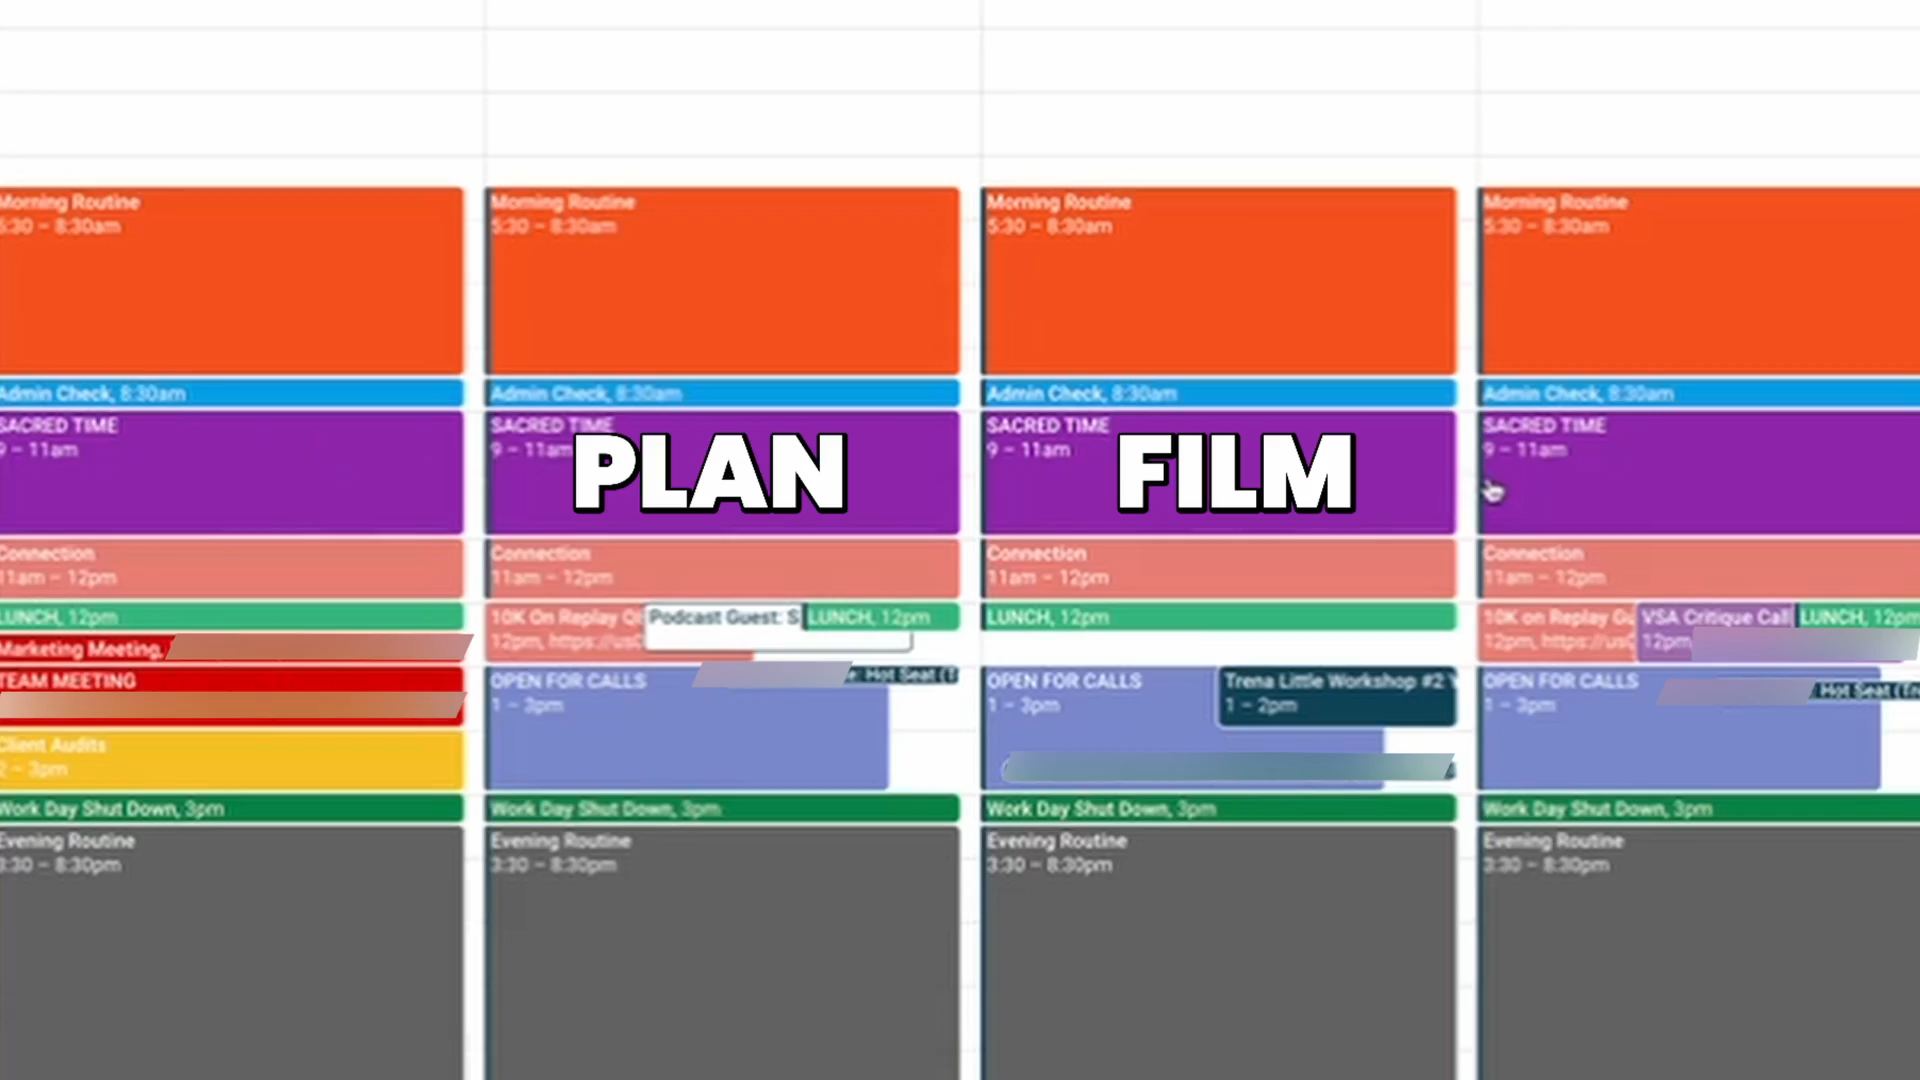 Morning Routine
5:30 – 8:30am
Admin Check, 8:30am
SACRED TIME
9 – 11am
Connection
11am – 12pm
LUNCH, 12pm
Marketing Meeting,
TEAM MEETING
Client Audits
2 – 3pm
Work Day Shut Down, 3pm
Evening Routine
3:30 – 8:30pm
Morning Routine
5:30 – 8:30am
Admin Check, 8:30am
SACRED TIME
9 – 11am
PLAN
Connection
11am – 12pm
10K On Replay
Podcast Guest: S
LUNCH, 12pm
12pm,
OPEN FOR CALLS
1 – 3pm
Hot Seat
Work Day Shut Down, 3pm
Evening Routine
3:30 – 8:30pm
Morning Routine
5:30 – 8:30am
Admin Check, 8:30am
SACRED TIME
9 – 11am
FILM
Connection
11am – 12pm
LUNCH, 12pm
OPEN FOR CALLS
1 – 3pm
Trena Little Workshop #2
1 – 2pm
Work Day Shut Down, 3pm
Evening Routine
3:30 – 8:30pm
Morning Routine
5:30 – 8:30am
Admin Check, 8:30am
SACRED TIME
9 – 11am
Connection
11am – 12pm
10K on Replay
12pm,
VSA Critique Call
12pm
LUNCH, 12pm
OPEN FOR CALLS
1 – 3pm
Hot Seat
Work Day Shut Down, 3pm
Evening Routine
3:30 – 8:30pm